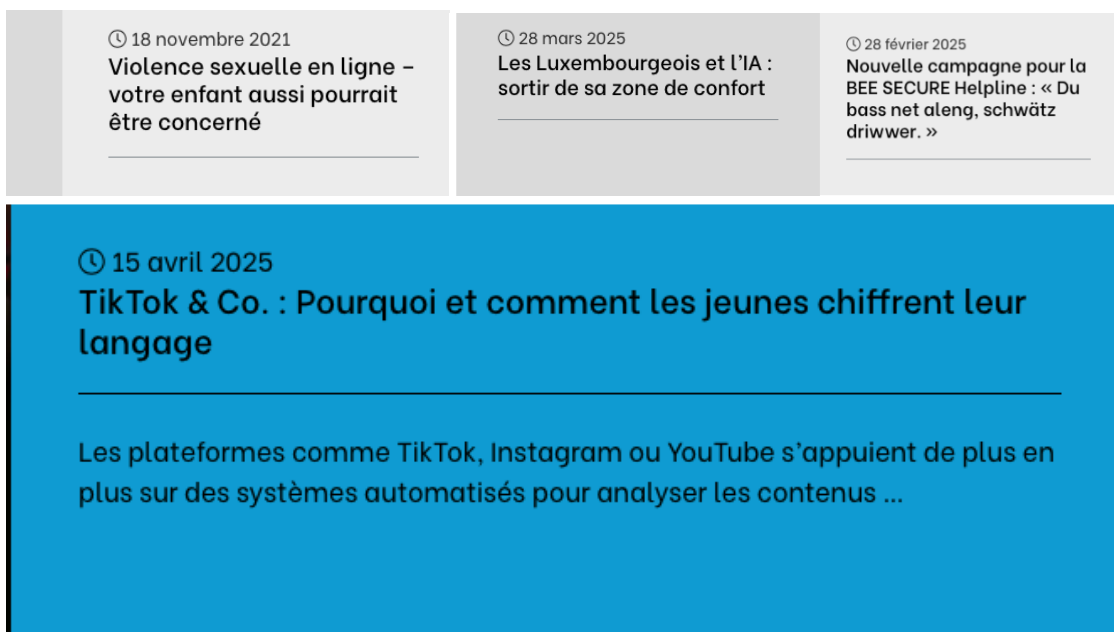 18 novembre 2021
Violence sexuelle en ligne –
votre enfant aussi pourrait
être concerné
28 mars 2025
Les Luxembourgeois et l’IA :
sortir de sa zone de confort
28 février 2025
Nouvelle campagne pour la
BEE SECURE Helpline : « Du
bass net aleng, schwätz
driwwer. »
15 avril 2025
TikTok & Co. : Pourquoi et comment les jeunes chiffrent leur
langage
Les plateformes comme TikTok, Instagram ou YouTube s’appuient de plus en
plus sur des systèmes automatisés pour analyser les contenus ...